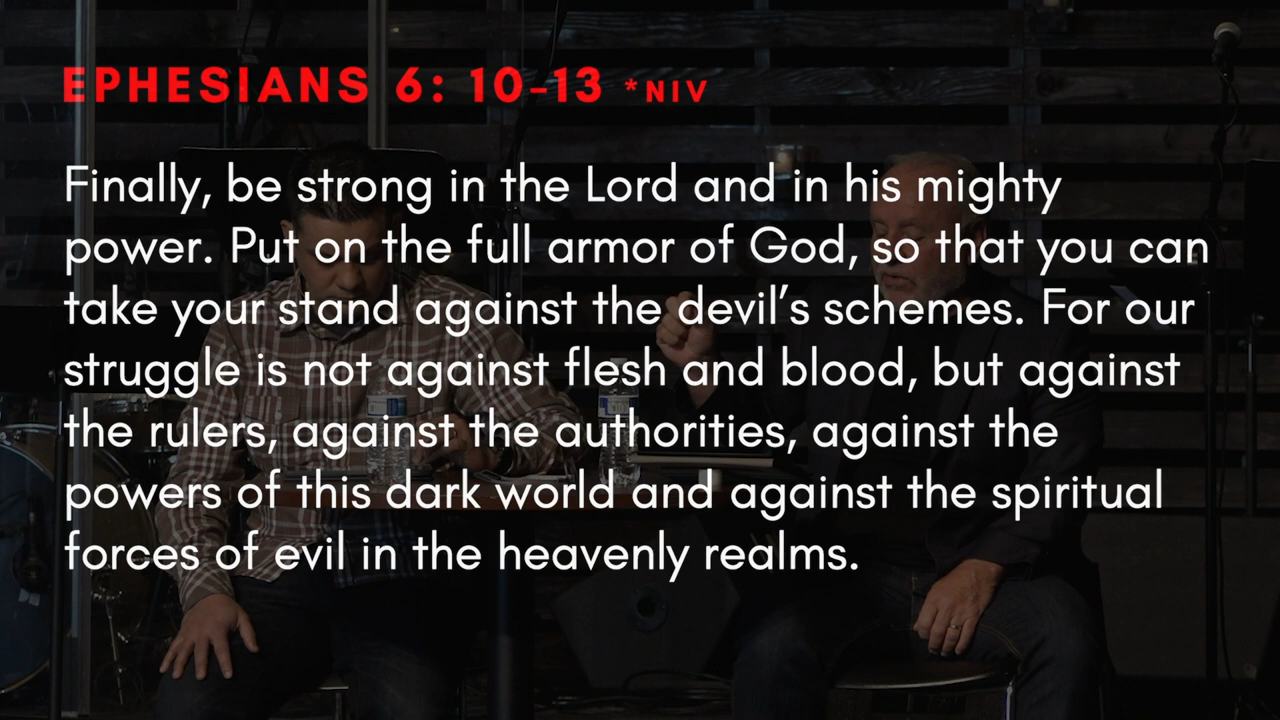 EPHESIANS 6: 10–13 *NIV
Finally, be strong in the Lord and in his mighty
power. Put on the full armor of God, so that you can
take your stand against the devil’s schemes. For our
struggle is not against flesh and blood, but against
the rulers, against the authorities, against the
powers of this dark world and against the spiritual
forces of evil in the heavenly realms.